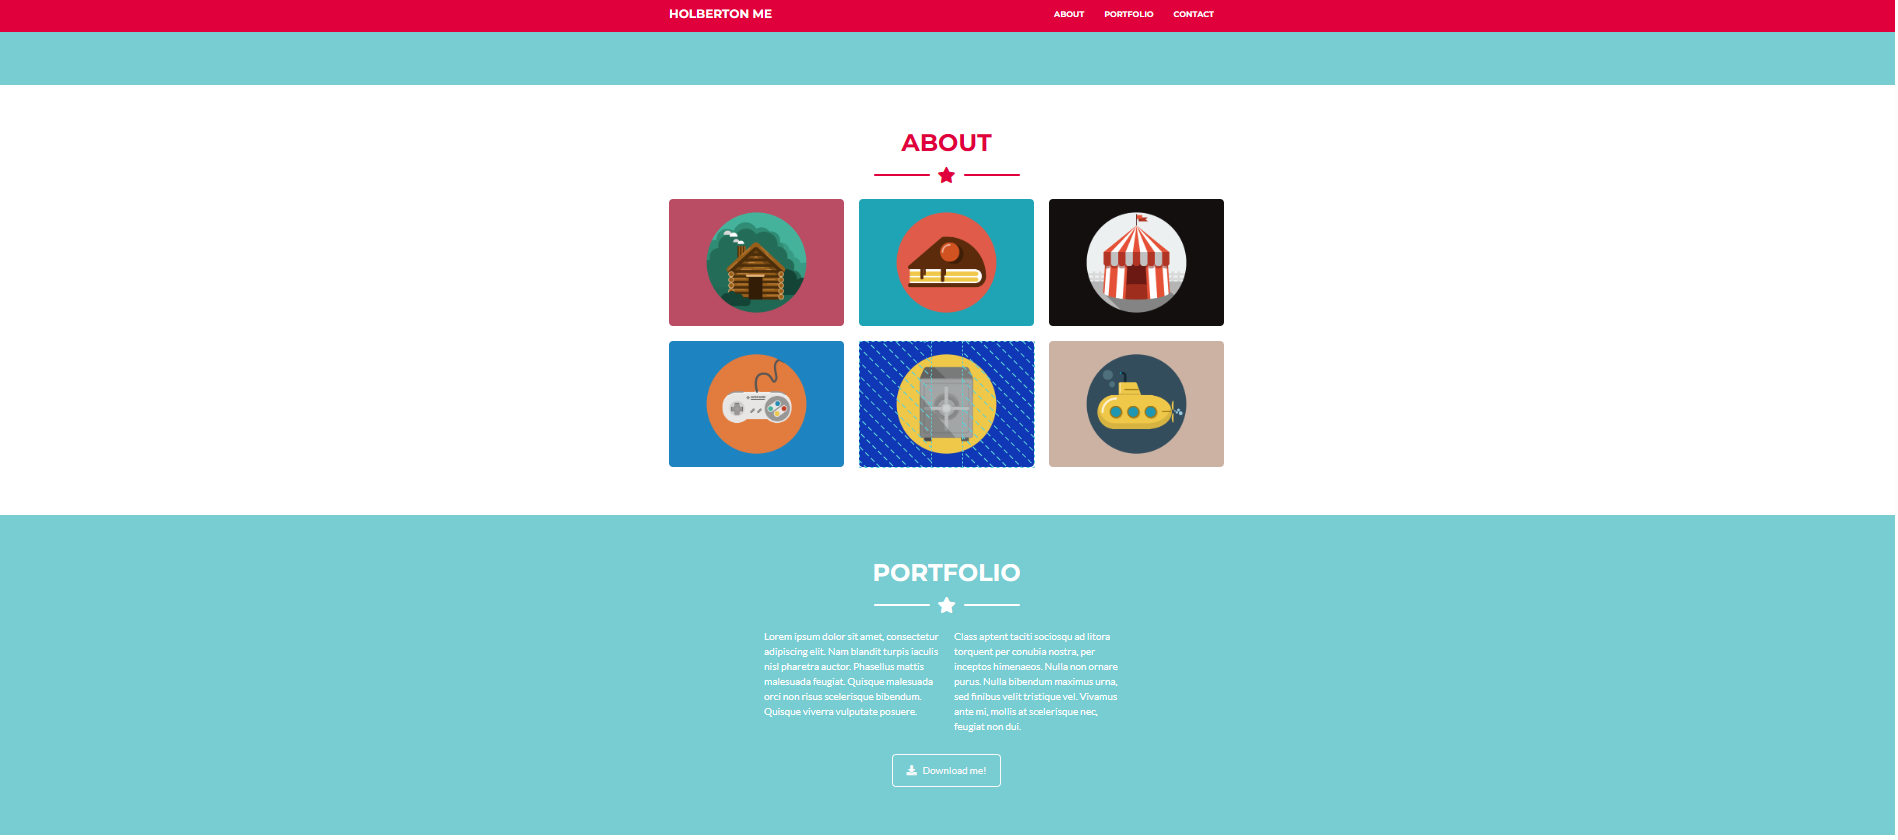 HOLBERTON ME
ABOUT PORTFOLIO CONTACT
ABOUT
PORTFOLIO
Lorem ipsum dolor sit amet, consectetur
adipiscing elit. Nam blandit turpis iaculis
nisl pharetra auctor. Phasellus mattis
malesuada feugiat. Quisque malesuada
orci non risus scelerisque bibendum.
Quisque viverra vulputate posuere.
Class aptent taciti sociosqu ad litora
torquent per conubia nostra, per
inceptos himenaeos. Nulla non ornare
purus. Nulla bibendum maximus urna,
sed finibus velit tristique vel. Vivamus
ante mi, mollis at scelerisque nec,
feugiat non dui.
Download me!